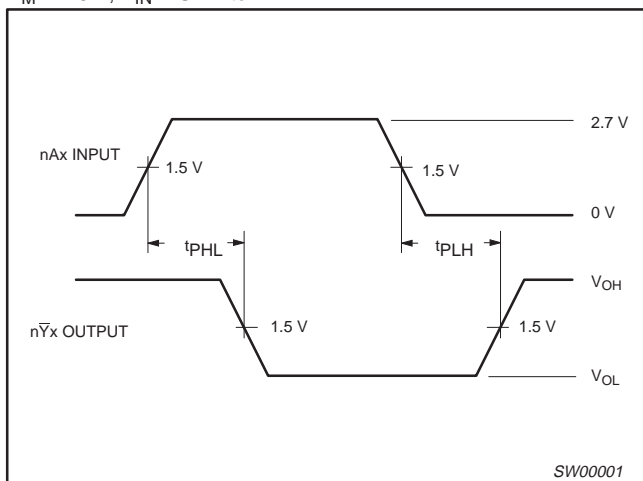 2.7 V
nAx INPUT
1.5 V
1.5 V
0 V
tPHL
tPLH
VOH
nY̅x OUTPUT
1.5 V
1.5 V
VOL
SW00001